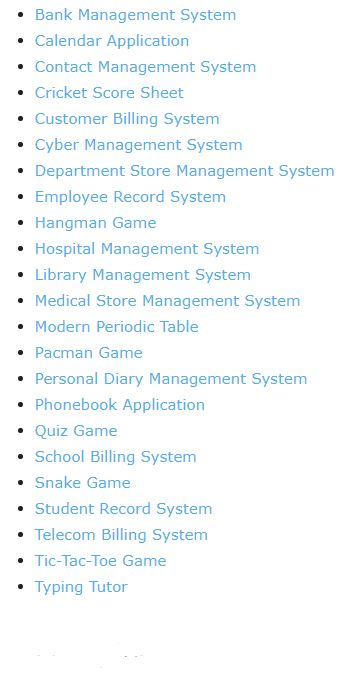 Bank Management System
Calendar Application
Contact Management System
Cricket Score Sheet
Customer Billing System
Cyber Management System
Department Store Management System
Employee Record System
Hangman Game
Hospital Management System
Library Management System
Medical Store Management System
Modern Periodic Table
Pacman Game
Personal Diary Management System
Phonebook Application
Quiz Game
School Billing System
Snake Game
Student Record System
Telecom Billing System
Tic-Tac-Toe Game
Typing Tutor